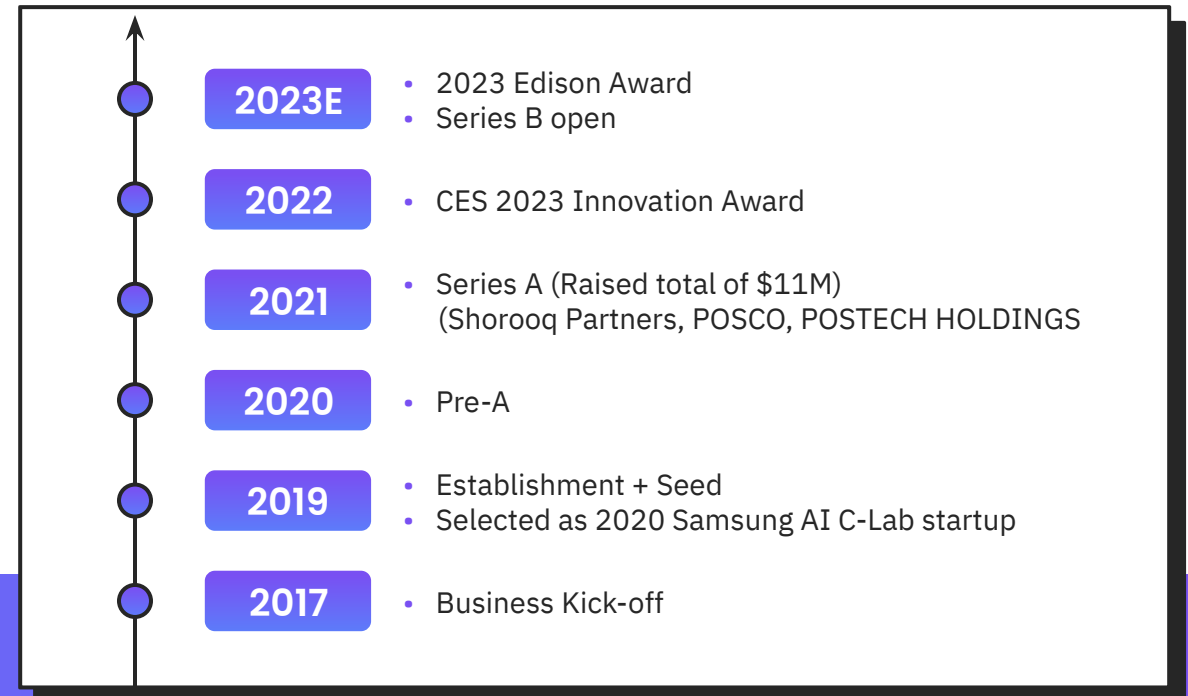 2023E
• 2023 Edison Award
• Series B open
2022
• CES 2023 Innovation Award
2021
• Series A (Raised total of $11M)
(Shorooq Partners, POSCO, POSTECH HOLDINGS
2020
• Pre-A
2019
• Establishment + Seed
• Selected as 2020 Samsung AI C-Lab startup
2017
• Business Kick-off